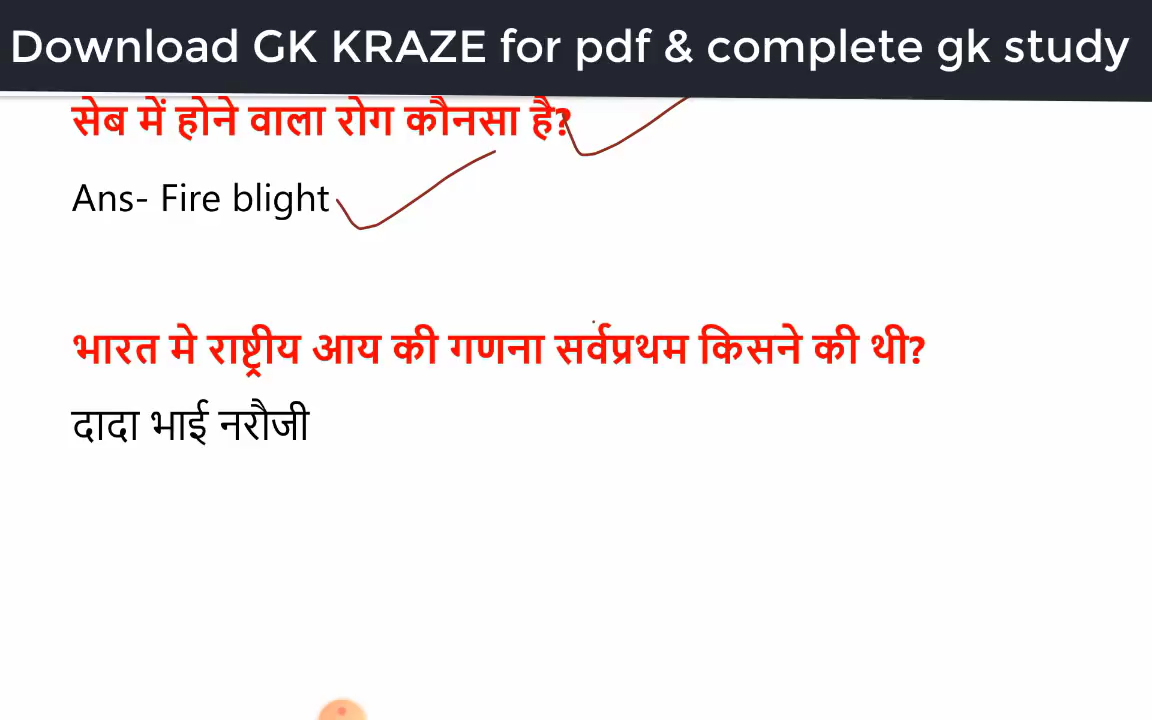 Download GK KRAZE for pdf & complete gk study
सेब में होने वाला रोग कौनसा है?
Ans- Fire blight
भारत मे राष्ट्रीय आय की गणना सर्वप्रथम किसने की थी?
दादा भाई नरौजी